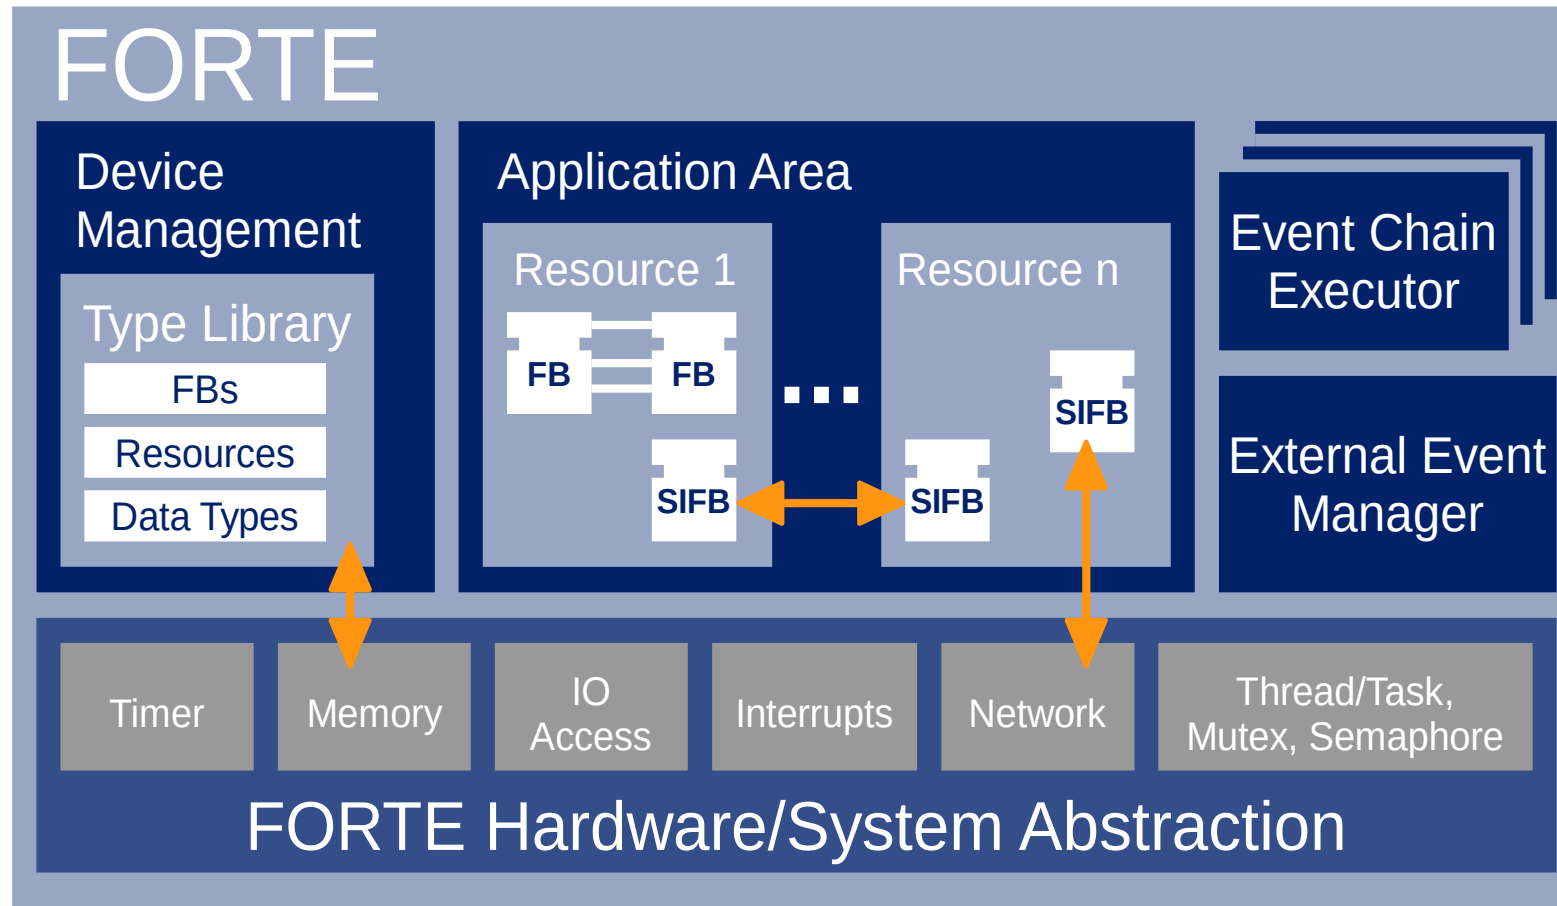 FORTE
Device
Management
Type Library
FBs
Resources
Data Types
Application Area
Resource 1
FB
FB
SIFB
...
Resource n
SIFB
SIFB
Event Chain
Executor
External Event
Manager
Timer
Memory
IO
Access
Interrupts
Network
Thread/Task,
Mutex, Semaphore
FORTE Hardware/System Abstraction